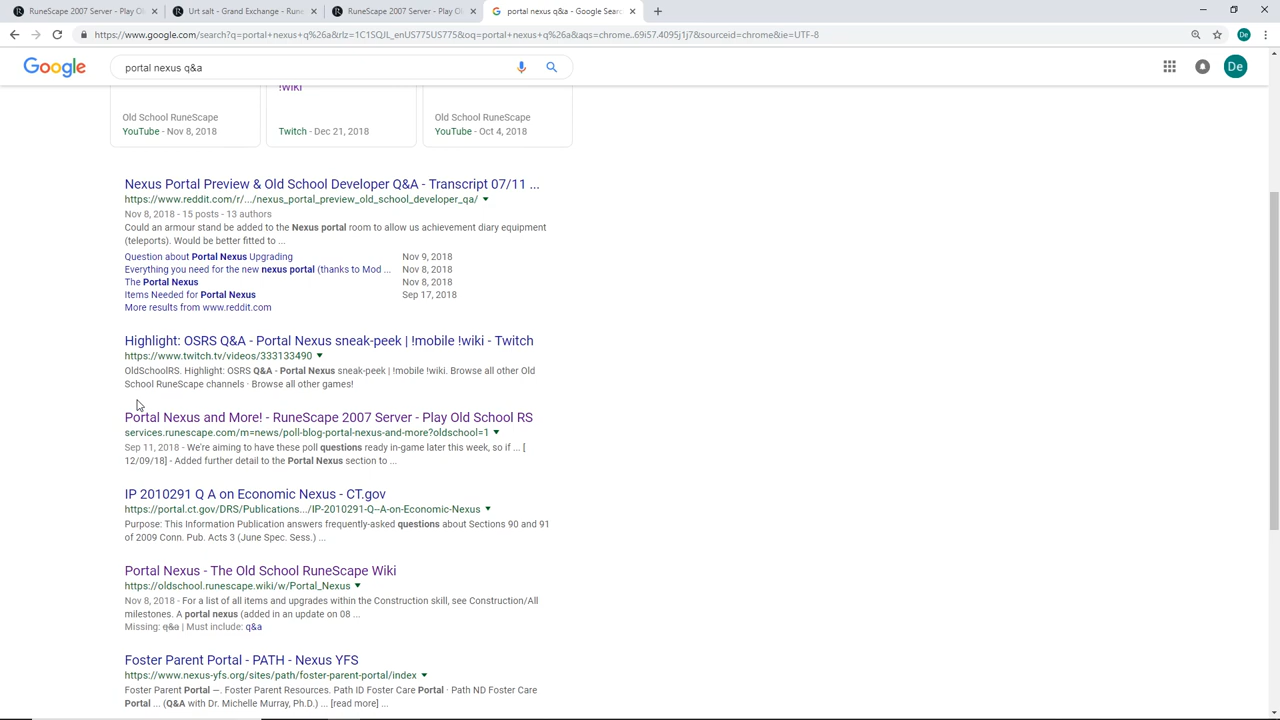 RuneScape 2007 Server - Play Ol
Urt salt - Grand Exchange - Rune
RuneScape 2007 Server - Play OL
portal nexus q&a - Google Search
https://www.google.com/search?q=portal+nexus+q%26a&rlz=1C1SQJL_enUS775US775&oq=portal+nexus+q%26a&aqs=chrome..69i57.4095j1j7&sourceid=chrome&ie=UTF-8
De
Google
portal nexus q&a
De
!wiki
Old School RuneScape
Old School RuneScape
YouTube - Nov 8, 2018
Twitch - Dec 21, 2018
YouTube - Oct 4, 2018
Nexus Portal Preview & Old School Developer Q&A - Transcript 07/11 ...
https://www.reddit.com/r/.../nexus_portal_preview_old_school_developer_qa/
Nov 8, 2018 - 15 posts - 13 authors
Could an armour stand be added to the Nexus portal room to allow us achievement diary equipment
(teleports). Would be better fitted to ...
Question about Portal Nexus Upgrading Nov 9, 2018
Everything you need for the new nexus portal (thanks to Mod ... Nov 8, 2018
The Portal Nexus Nov 8, 2018
Items Needed for Portal Nexus Sep 17, 2018
More results from www.reddit.com
Highlight: OSRS Q&A - Portal Nexus sneak-peek | !mobile !wiki - Twitch
https://www.twitch.tv/videos/333133490
OldSchoolRS. Highlight: OSRS Q&A - Portal Nexus sneak-peek | !mobile !wiki. Browse all other Old
School RuneScape channels · Browse all other games!
Portal Nexus and More! - RuneScape 2007 Server - Play Old School RS
services.runescape.com/m=news/poll-blog-portal-nexus-and-more?oldschool=1
Sep 11, 2018 - We're aiming to have these poll questions ready in-game later this week, so if ... [
12/09/18] - Added further detail to the Portal Nexus section to ...
IP 2010291 Q A on Economic Nexus - CT.gov
https://portal.ct.gov/DRS/Publications.../IP-2010291-Q--A-on-Economic-Nexus
Purpose: This Information Publication answers frequently-asked questions about Sections 90 and 91
of 2009 Conn. Pub. Acts 3 (June Spec. Sess.) ...
Portal Nexus - The Old School RuneScape Wiki
https://oldschool.runescape.wiki/w/Portal_Nexus
Nov 8, 2018 - For a list of all items and upgrades within the Construction skill, see Construction/All
milestones. A portal nexus (added in an update on 08 ...
Missing: q&a | Must include: q&a
Foster Parent Portal - PATH - Nexus YFS
https://www.nexus-yfs.org/sites/path/foster-parent-portal/index
Foster Parent Portal —. Foster Parent Resources. Path ID Foster Care Portal · Path ND Foster Care
Portal ... (Q&A with Dr. Michelle Murray, Ph.D.) ... [read more] ...